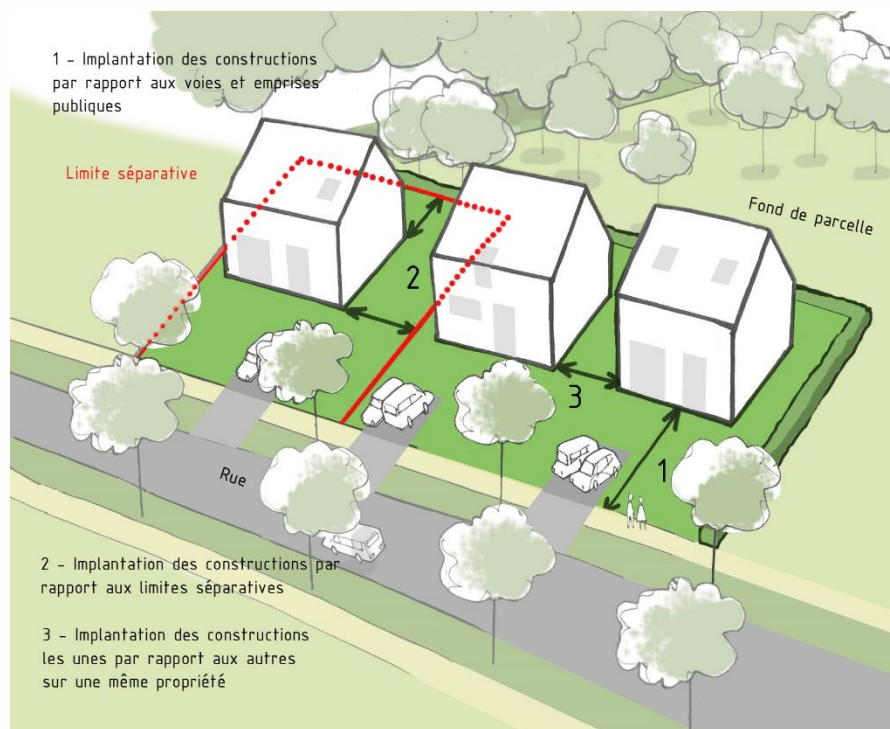 1 - Implantation des constructions
par rapport aux voies et emprises
publiques
Limite séparative
Fond de parcelle
2
3
1
Rue
2 - Implantation des constructions par
rapport aux limites séparatives
3 - Implantation des constructions
les unes par rapport aux autres
sur une même propriété